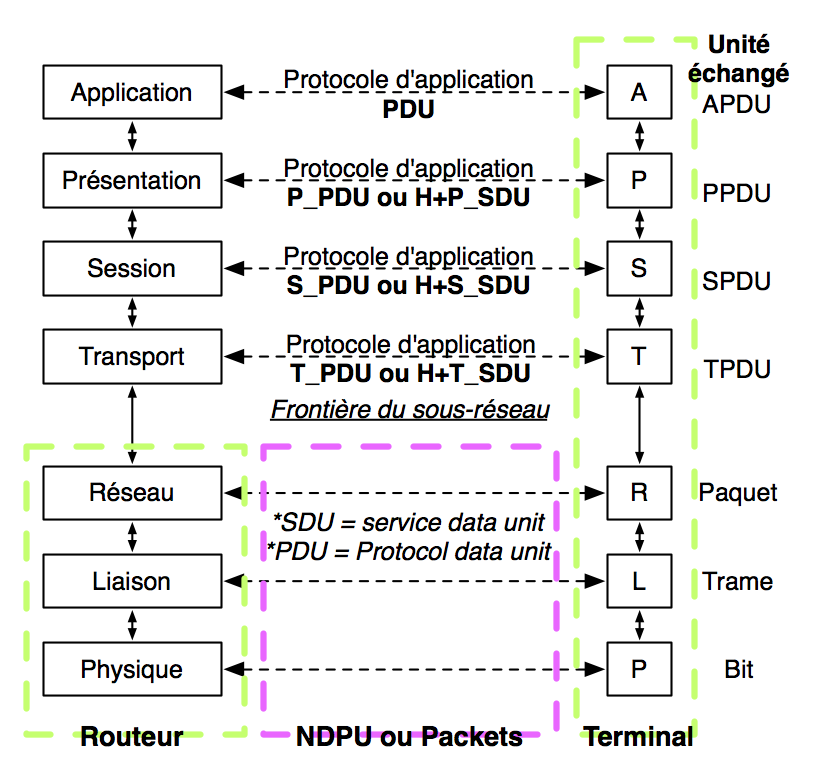 Unité
échangé
Application
Protocole d'application
PDU
A
APDU
Présentation
Protocole d'application
P_PDU ou H+P_SDU
P
PPDU
Session
Protocole d'application
S_PDU ou H+S_SDU
S
SPDU
Transport
Protocole d'application
T_PDU ou H+T_SDU
T
TPDU
Frontière du sous-réseau
Réseau
R
Paquet
*SDU = service data unit
*PDU = Protocol data unit
Liaison
L
Trame
Physique
P
Bit
Routeur
NDPU ou Packets
Terminal